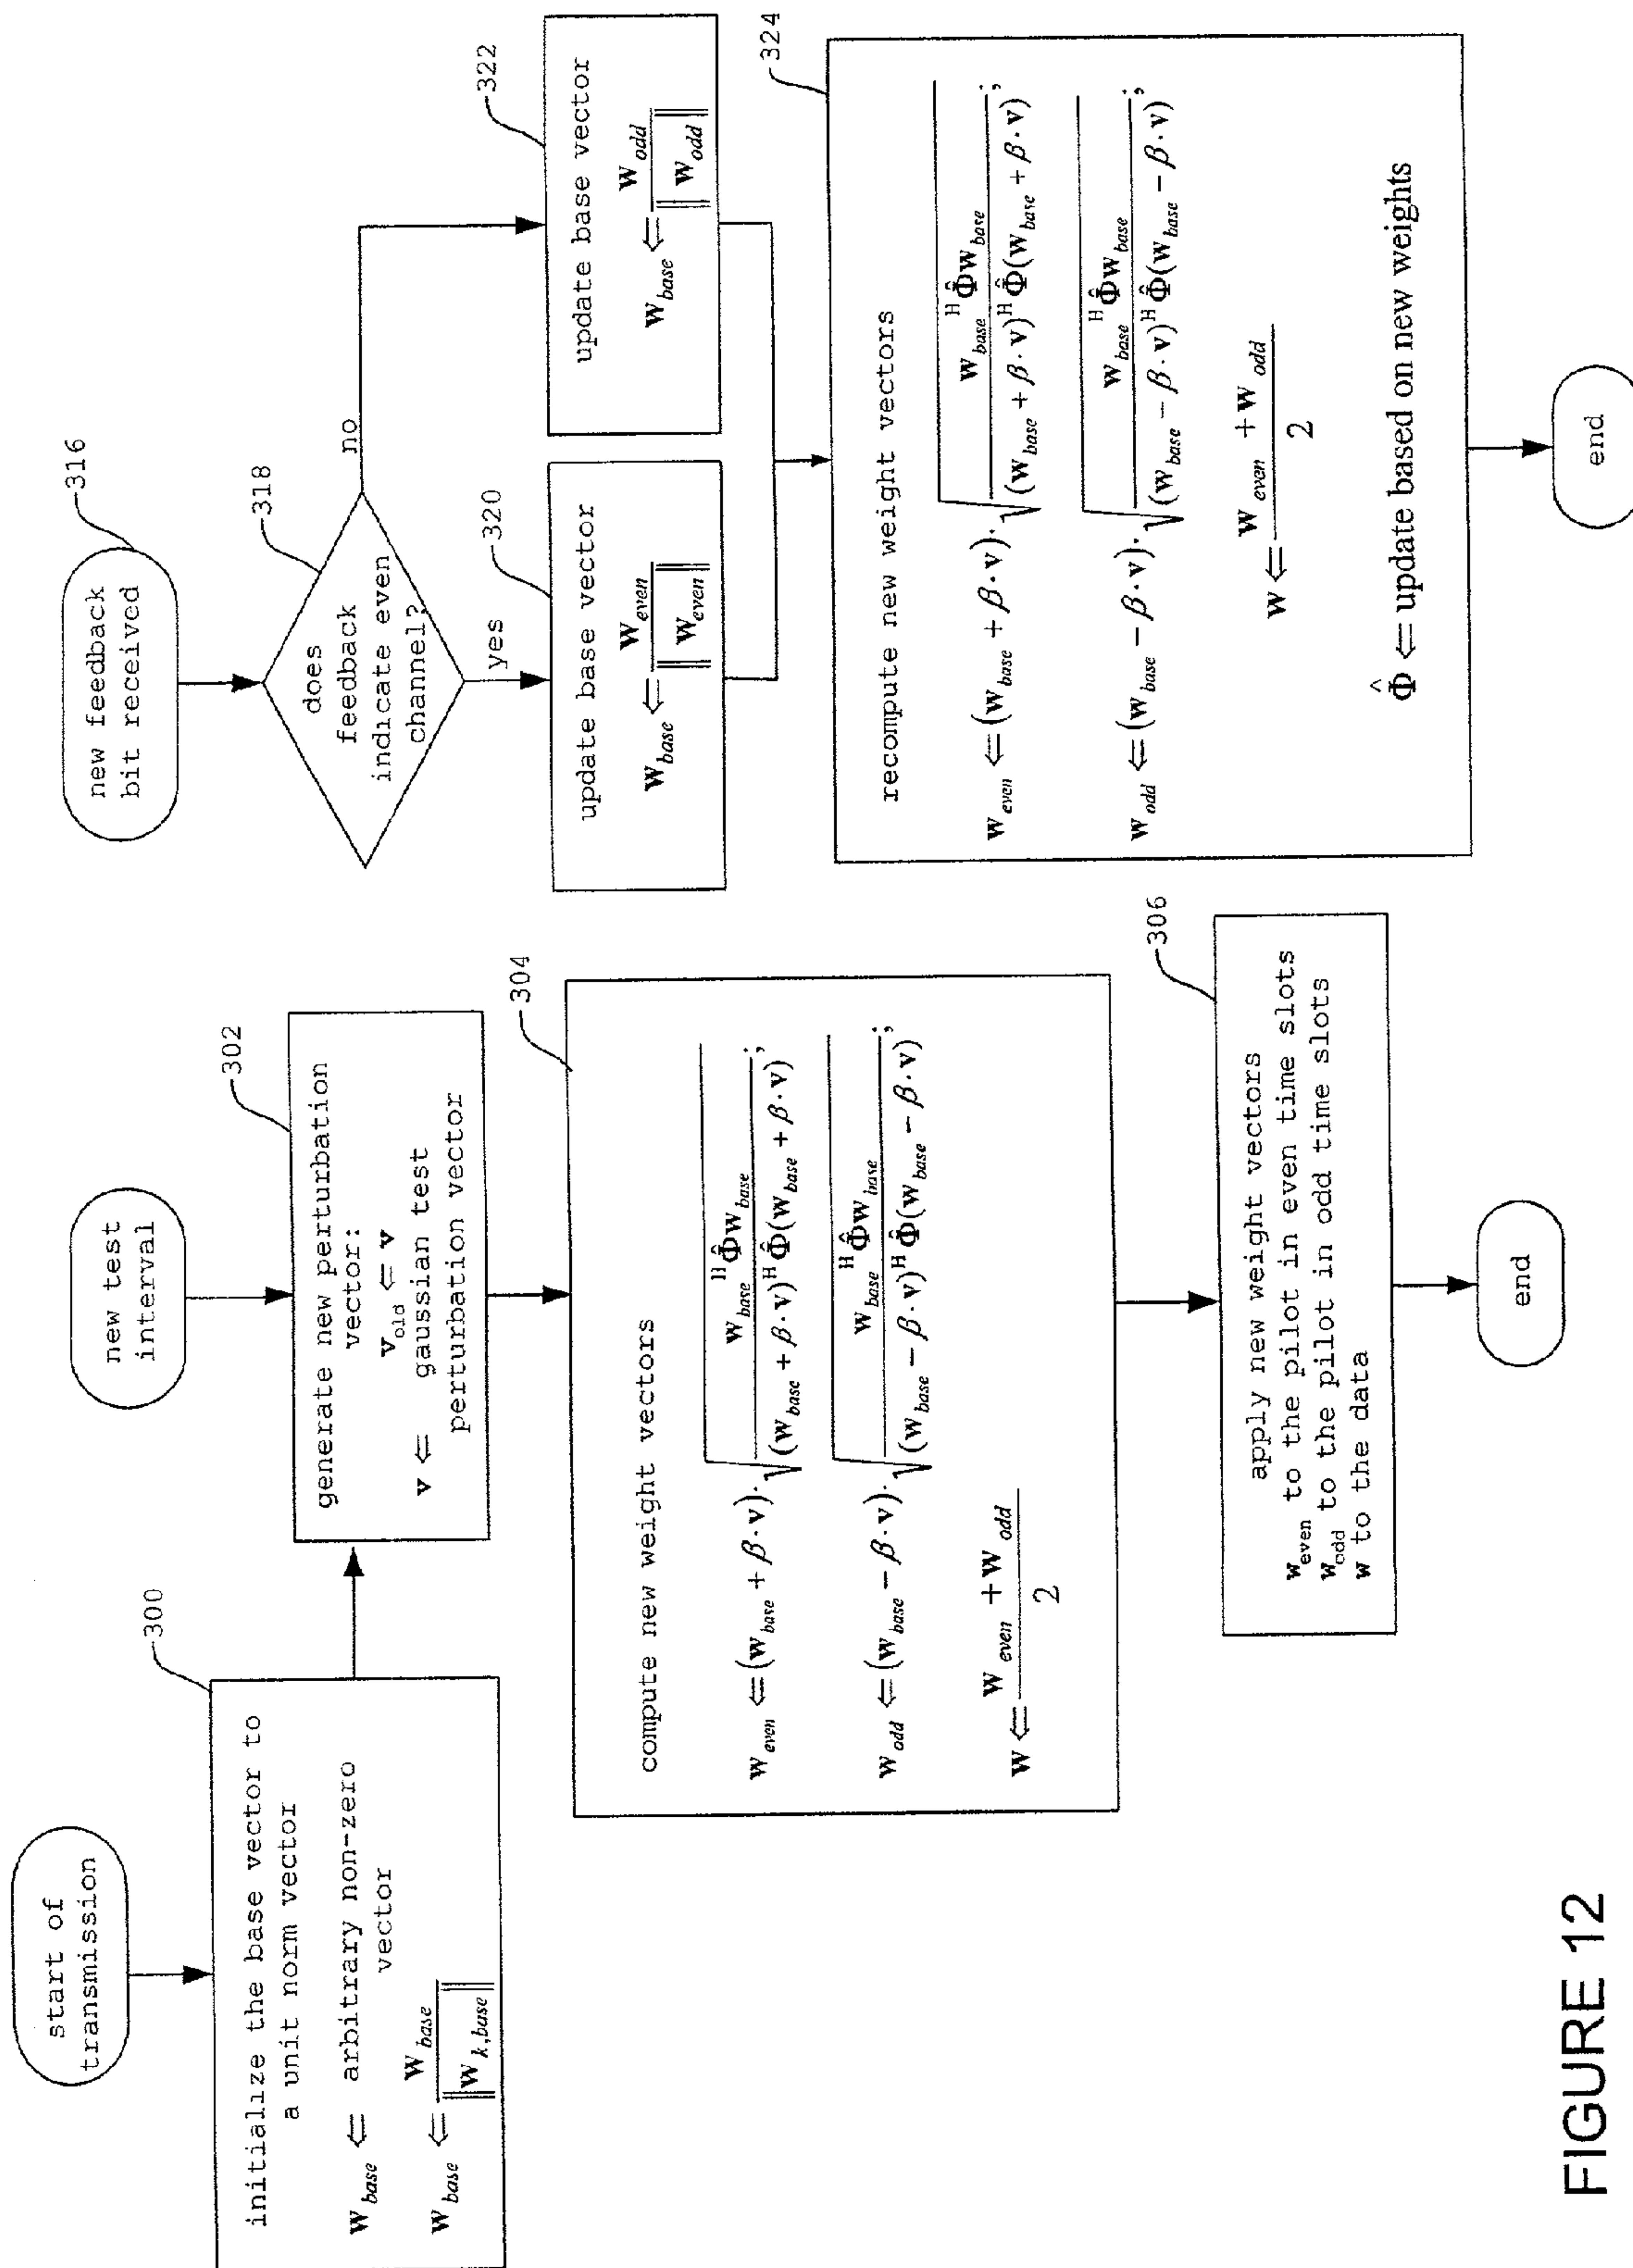 start of
transmission
300
initialize the base vector to
a unit norm vector
w_base ⇐ arbitrary non-zero
vector
w_base ⇐ w_base / ‖w_k,base‖
new test
interval
302
generate new perturbation
vector:
v_old ⇐ v
v ⇐ gaussian test
perturbation vector
304
compute new weight vectors
w_even ⇐ (w_base + β · v) · √(w_base^H Φ̂ w_base / (w_base + β · v)^H Φ̂ (w_base + β · v));
w_odd ⇐ (w_base − β · v) · √(w_base^H Φ̂ w_base / (w_base − β · v)^H Φ̂ (w_base − β · v))
w ⇐ (w_even + w_odd) / 2
306
apply new weight vectors
w_even to the pilot in even time slots
w_odd to the pilot in odd time slots
w to the data
end
316
new feedback
bit received
318
does
feedback
indicate even
channel?
yes
no
320
update base vector
w_base ⇐ w_even / ‖w_even‖
322
update base vector
w_base ⇐ w_odd / ‖w_odd‖
324
recompute new weight vectors
w_even ⇐ (w_base + β · v) · √(w_base^H Φ̂ w_base / (w_base + β · v)^H Φ̂ (w_base + β · v));
w_odd ⇐ (w_base − β · v) · √(w_base^H Φ̂ w_base / (w_base − β · v)^H Φ̂ (w_base − β · v));
w ⇐ (w_even + w_odd) / 2
Φ̂ ⇐ update based on new weights
end
FIGURE 12